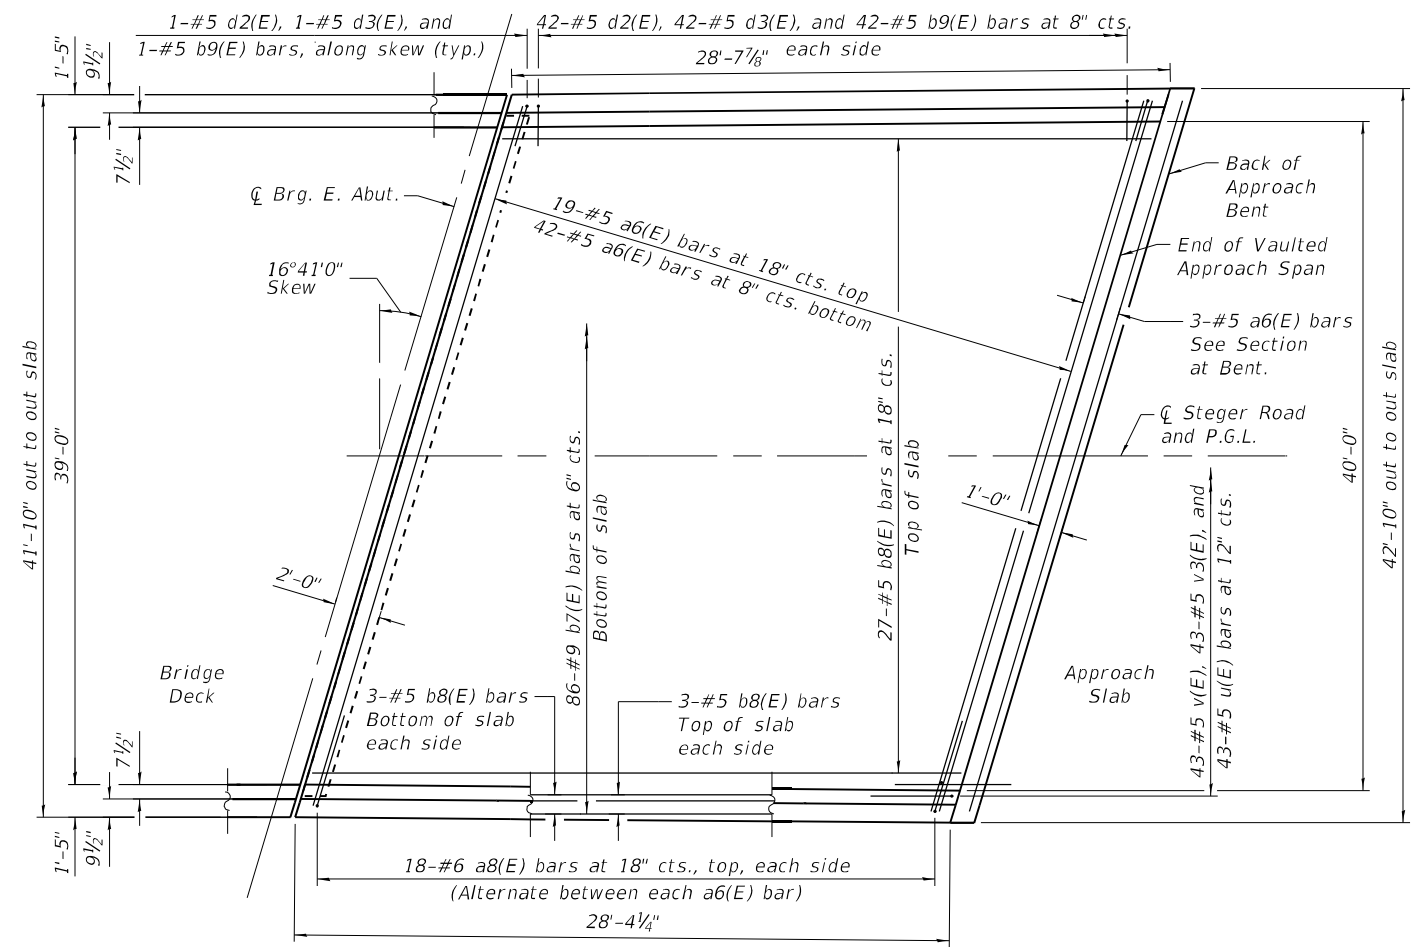 1-#5 d2(E), 1-#5 d3(E), and
1-#5 b9(E) bars, along skew (typ.)
42-#5 d2(E), 42-#5 d3(E), and 42-#5 b9(E) bars at 8" cts.
each side
28'-7⅞"
1'-5"
9½"
7½"
℄ Brg. E. Abut.
16°41'0"
Skew
19-#5 a6(E) bars at 18" cts. top
42-#5 a6(E) bars at 8" cts. bottom
Back of
Approach
Bent
End of Vaulted
Approach Span
3-#5 a6(E) bars
See Section
at Bent.
℄ Steger Road
and P.G.L.
41'-10" out to out slab
39'-0"
86-#9 b7(E) bars at 6" cts.
Bottom of slab
27-#5 b8(E) bars at 18" cts.
Top of slab
1'-0"
40'-0"
42'-10" out to out slab
43-#5 v(E), 43-#5 v3(E), and
43-#5 u(E) bars at 12" cts.
2'-0"
Bridge
Deck
3-#5 b8(E) bars
Bottom of slab
each side
3-#5 b8(E) bars
Top of slab
each side
Approach
Slab
7½"
1'-5"
9½"
18-#6 a8(E) bars at 18" cts., top, each side
(Alternate between each a6(E) bar)
28'-4¼"